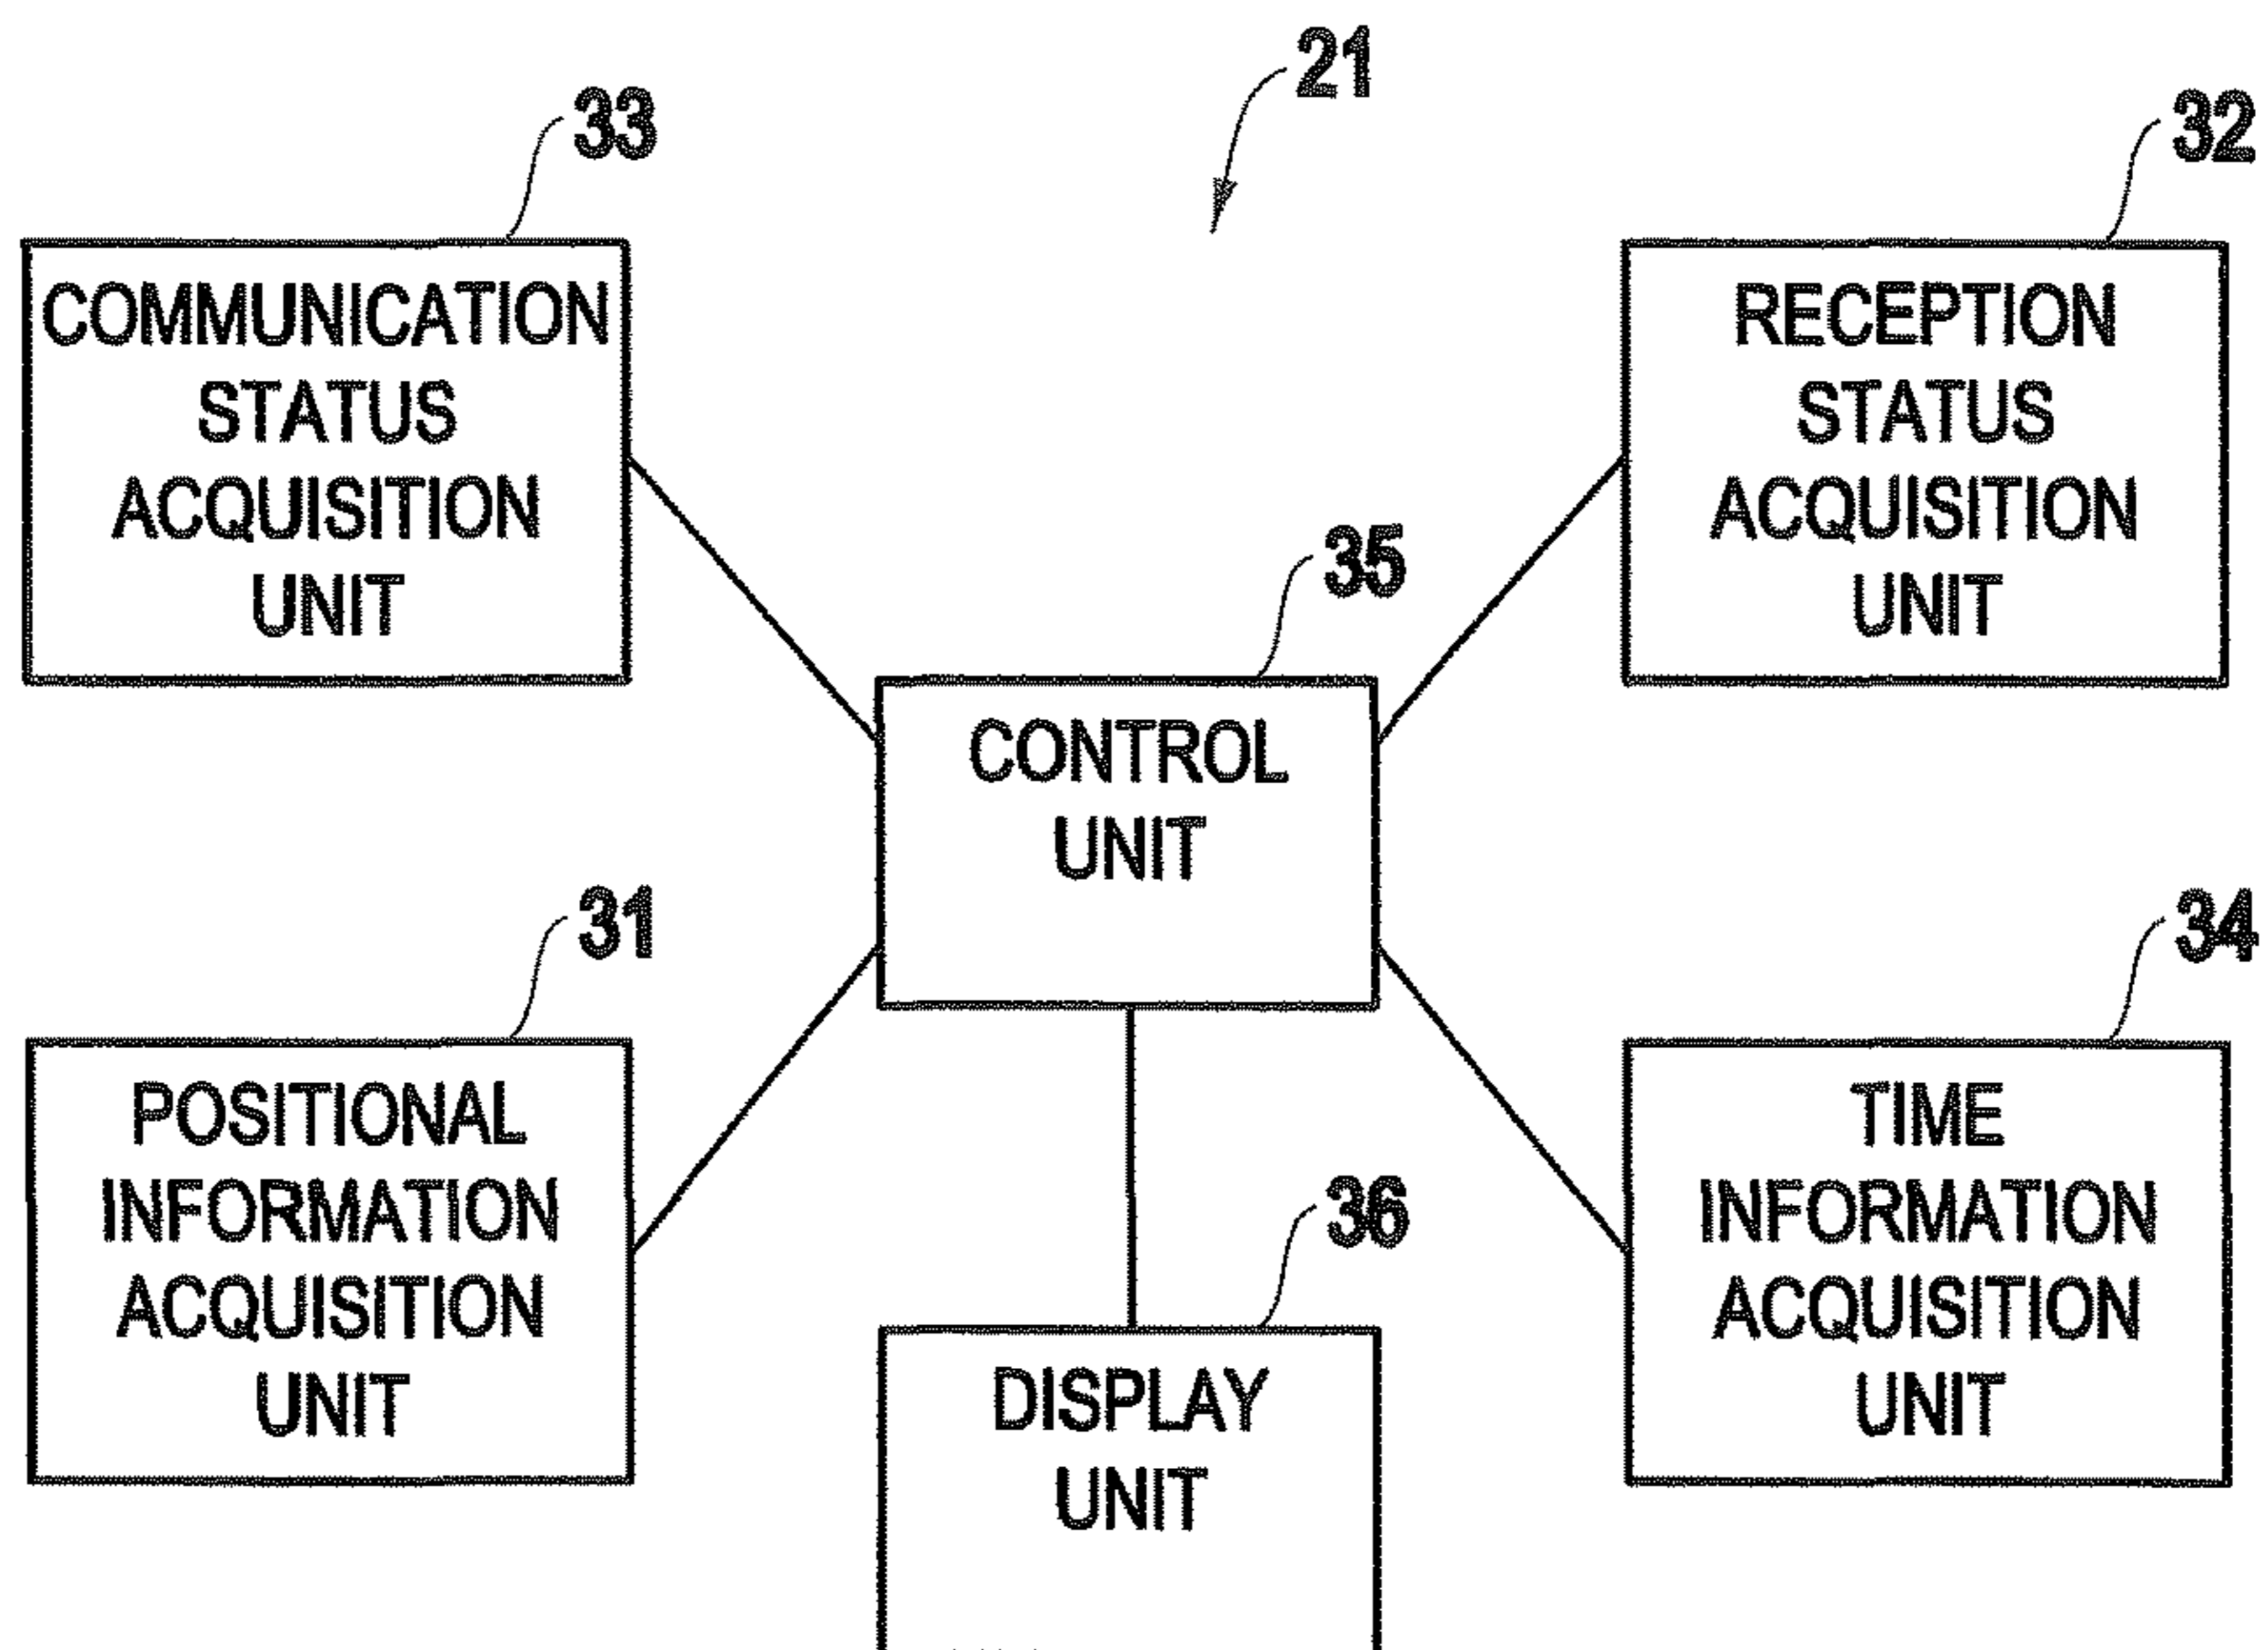 21
33
COMMUNICATION
STATUS
ACQUISITION
UNIT
32
RECEPTION
STATUS
ACQUISITION
UNIT
35
CONTROL
UNIT
31
POSITIONAL
INFORMATION
ACQUISITION
UNIT
34
TIME
INFORMATION
ACQUISITION
UNIT
36
DISPLAY
UNIT